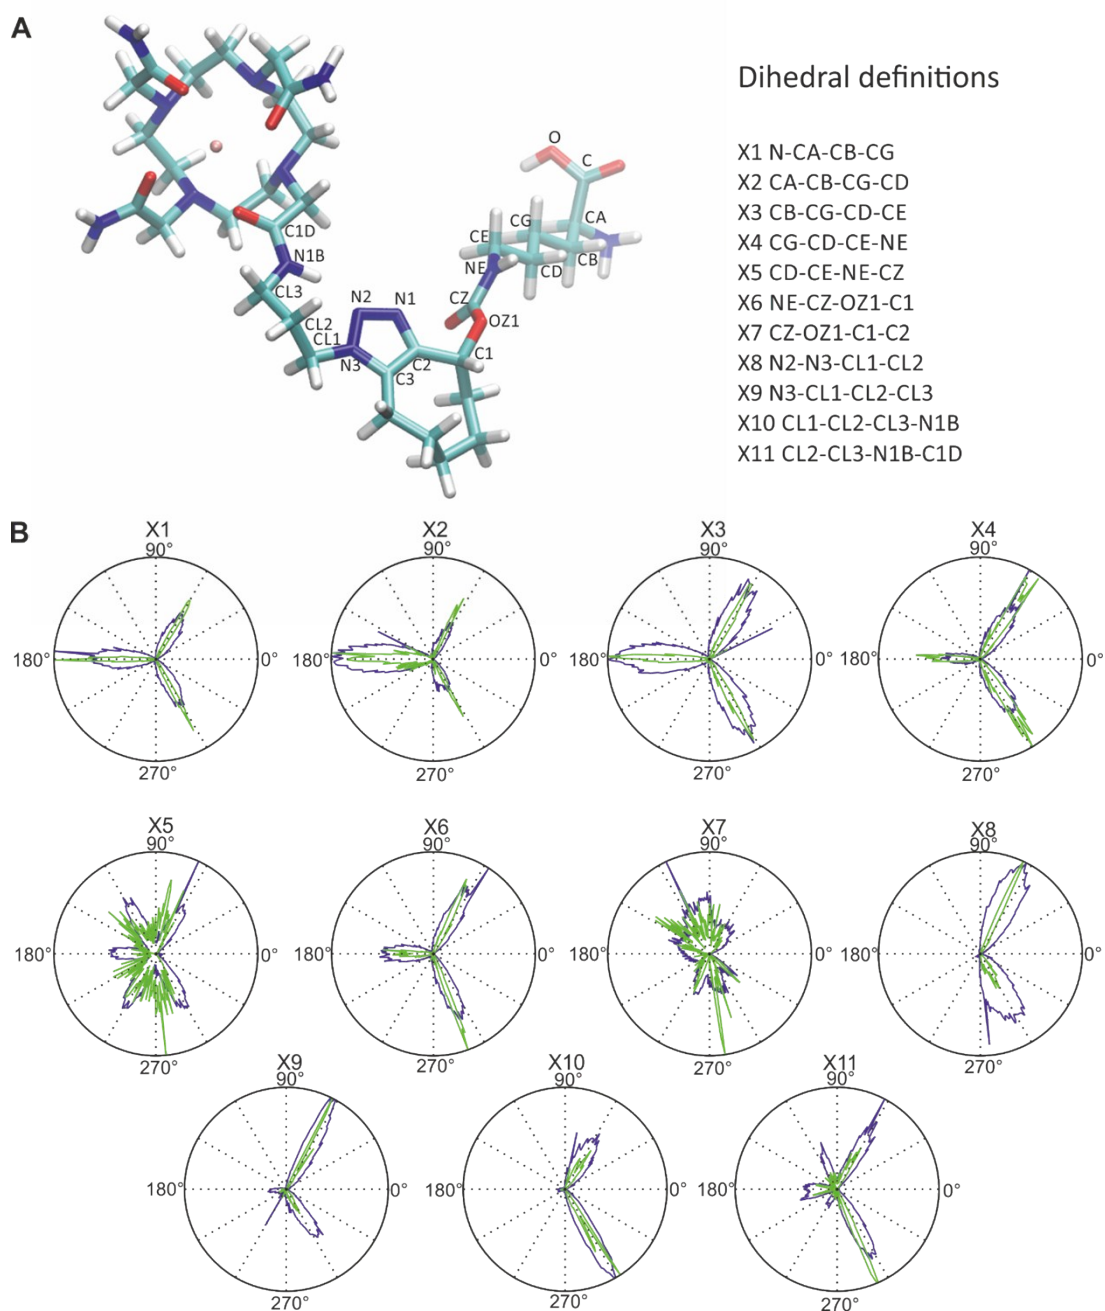 A
Dihedral definitions
X1 N-CA-CB-CG
X2 CA-CB-CG-CD
X3 CB-CG-CD-CE
X4 CG-CD-CE-NE
X5 CD-CE-NE-CZ
X6 NE-CZ-OZ1-C1
X7 CZ-OZ1-C1-C2
X8 N2-N3-CL1-CL2
X9 N3-CL1-CL2-CL3
X10 CL1-CL2-CL3-N1B
X11 CL2-CL3-N1B-C1D
O
C
CG CA
CE
CB
NE CD
C1D
N1B
CL3
N2 N1
CZ
OZ1
CL2
CL1
N3
C2
C1
C3
B
X1 X2 X3 X4
90° 90° 90° 90°
180° 0° 180° 0° 180° 0° 180° 0°
270° 270° 270° 270°
X5 X6 X7 X8
90° 90° 90° 90°
180° 0° 180° 0° 180° 0° 180° 0°
270° 270° 270° 270°
X9 X10 X11
90° 90° 90°
180° 0° 180° 0° 180° 0°
270° 270° 270°